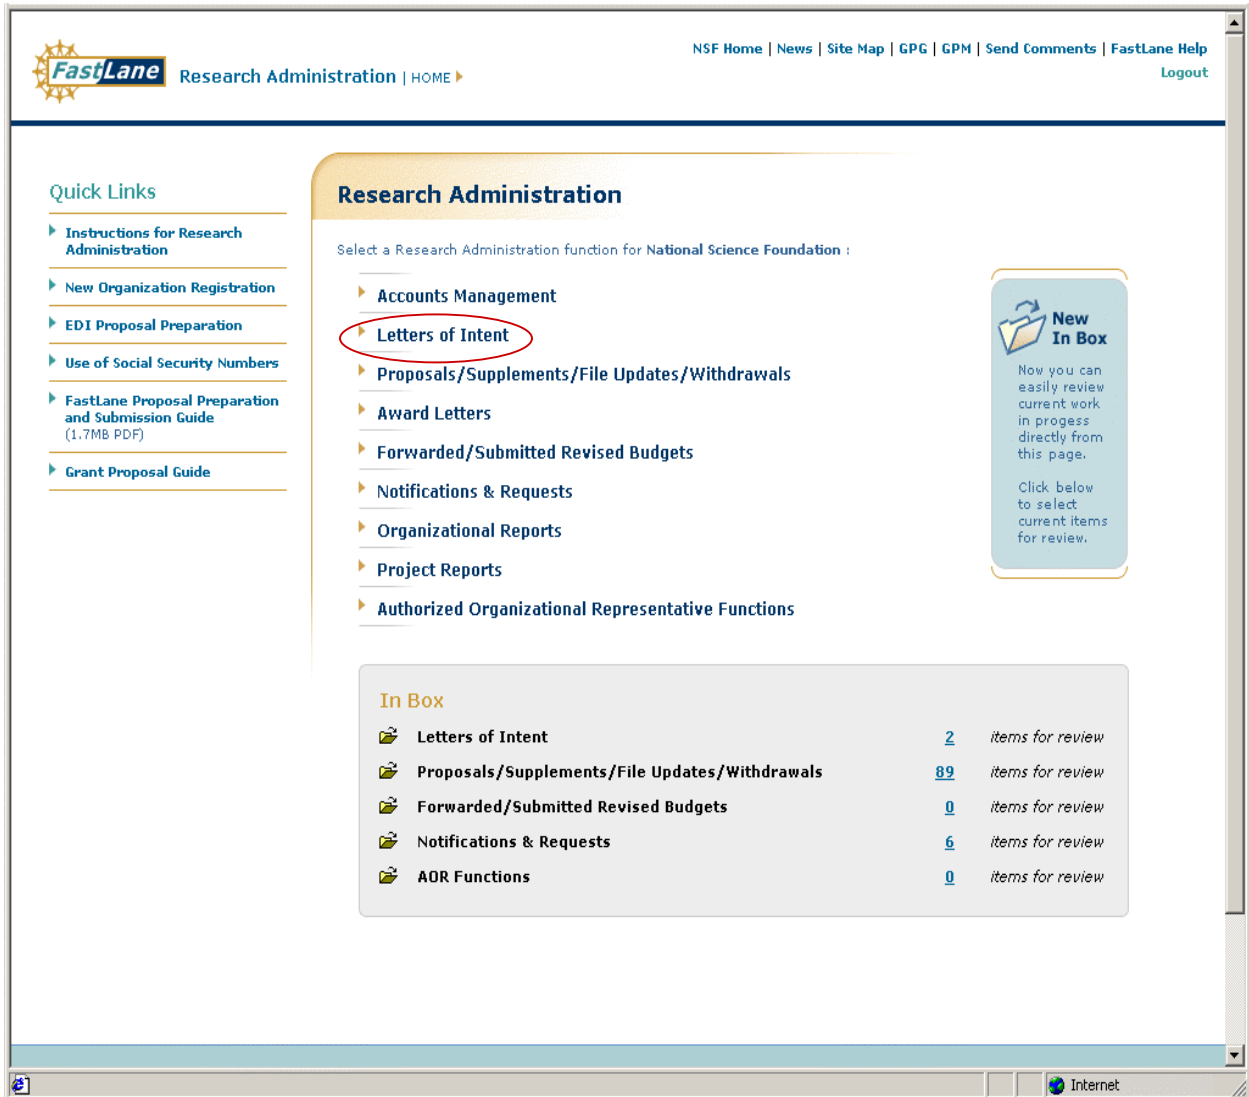 NSF Home | News | Site Map | GPG | GPM | Send Comments | FastLane Help
Logout
FastLane
Research Administration | HOME
Quick Links
Instructions for Research
Administration
New Organization Registration
EDI Proposal Preparation
Use of Social Security Numbers
FastLane Proposal Preparation
and Submission Guide
(1.7MB PDF)
Grant Proposal Guide
Research Administration
Select a Research Administration function for National Science Foundation :
Accounts Management
Letters of Intent
Proposals/Supplements/File Updates/Withdrawals
Award Letters
Forwarded/Submitted Revised Budgets
Notifications & Requests
Organizational Reports
Project Reports
Authorized Organizational Representative Functions
New
In Box
Now you can
easily review
current work
in progess
directly from
this page.
Click below
to select
current items
for review.
In Box
Letters of Intent 2 items for review
Proposals/Supplements/File Updates/Withdrawals 89 items for review
Forwarded/Submitted Revised Budgets 0 items for review
Notifications & Requests 6 items for review
AOR Functions 0 items for review
Internet